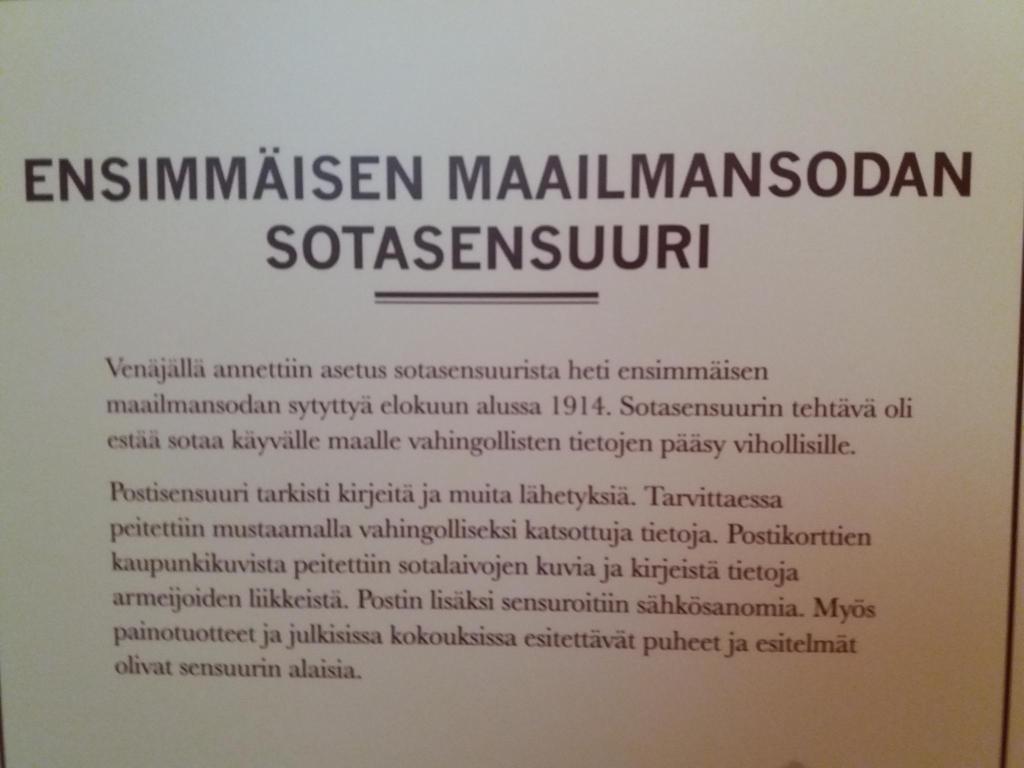 ENSIMMÄISEN MAAILMANSODAN
SOTASENSUURI
Venäjällä annettiin asetus sotasensuurista heti ensimmäisen
maailmansodan sytyttyä elokuun alussa 1914. Sotasensuurin tehtävä oli
estää sotaa käyvälle maalle vahingollisten tietojen pääsy vihollisille.
Postisensuuri tarkisti kirjeitä ja muita lähetyksiä. Tarvittaessa
peitettiin mustaamalla vahingolliseksi katsottuja tietoja. Postikorttien
kaupunkikuvista peitettiin sotalaivojen kuvia ja kirjeistä tietoja
armeijoiden liikkeistä. Postin lisäksi sensuroitiin sähkösanomia. Myös
painotuotteet ja julkisissa kokouksissa esitettävät puheet ja esitelmät
olivat sensuurin alaisia.